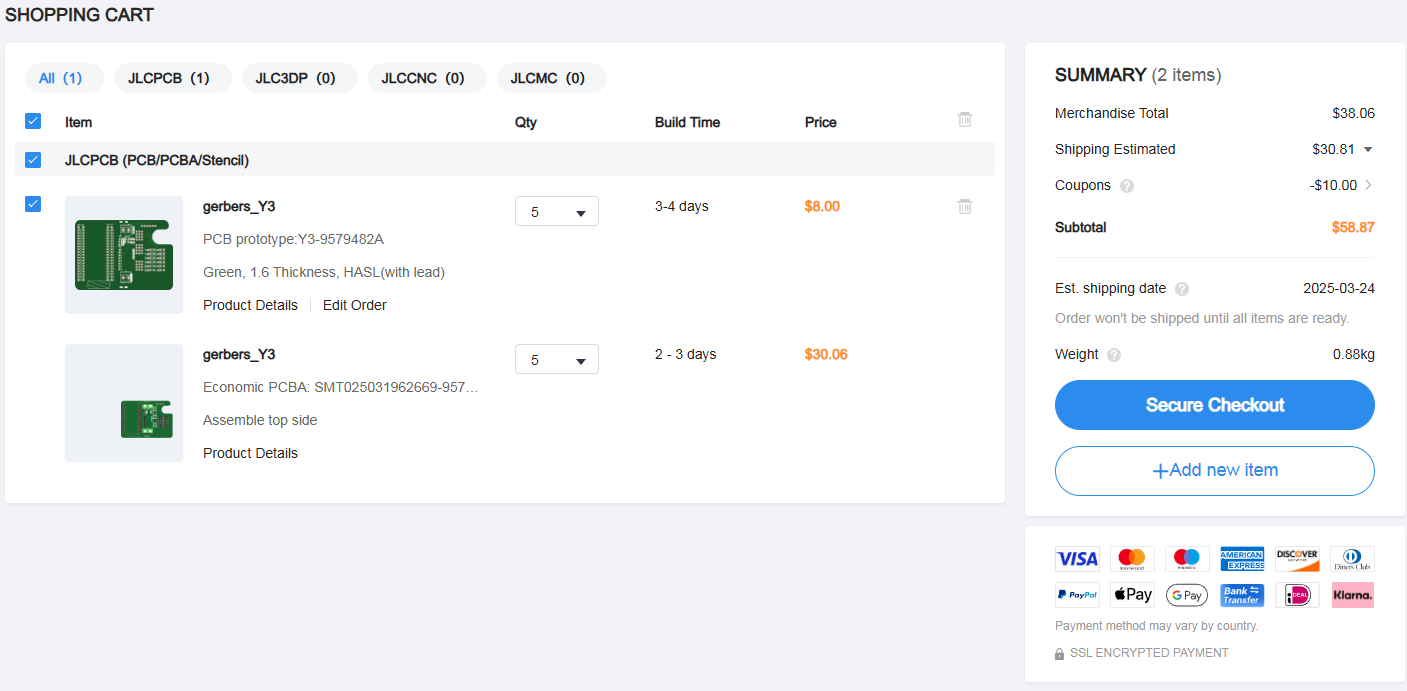 SHOPPING CART
All (1) JLCPCB (1) JLC3DP (0) JLCCNC (0) JLCMC (0)
Item Qty Build Time Price
JLCPCB (PCB/PCBA/Stencil)
gerbers_Y3 5 3-4 days $8.00
PCB prototype:Y3-9579482A
Green, 1.6 Thickness, HASL(with lead)
Product Details Edit Order
gerbers_Y3 5 2 - 3 days $30.06
Economic PCBA: SMT025031962669-957…
Assemble top side
Product Details
SUMMARY (2 items)
Merchandise Total $38.06
Shipping Estimated $30.81
Coupons ? -$10.00
Subtotal $58.87
Est. shipping date ? 2025-03-24
Order won't be shipped until all items are ready.
Weight ? 0.88kg
Secure Checkout
+Add new item
VISA mastercard maestro AMERICAN EXPRESS DISCOVER NETWORK Diners Club
PayPal Pay G Pay Bank Transfer iDEAL Klarna.
Payment method may vary by country.
SSL ENCRYPTED PAYMENT